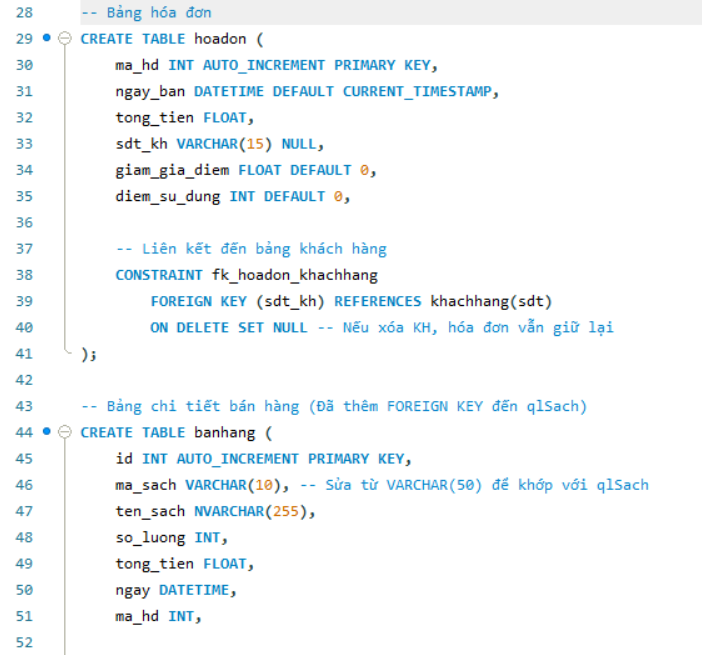 28 -- Bảng hóa đơn
29 CREATE TABLE hoadon (
30 ma_hd INT AUTO_INCREMENT PRIMARY KEY,
31 ngay_ban DATETIME DEFAULT CURRENT_TIMESTAMP,
32 tong_tien FLOAT,
33 sdt_kh VARCHAR(15) NULL,
34 giam_gia_diem FLOAT DEFAULT 0,
35 diem_su_dung INT DEFAULT 0,
36
37 -- Liên kết đến bảng khách hàng
38 CONSTRAINT fk_hoadon_khachhang
39 FOREIGN KEY (sdt_kh) REFERENCES khachhang(sdt)
40 ON DELETE SET NULL -- Nếu xóa KH, hóa đơn vẫn giữ lại
41 );
42
43 -- Bảng chi tiết bán hàng (Đã thêm FOREIGN KEY đến qlSach)
44 CREATE TABLE banhang (
45 id INT AUTO_INCREMENT PRIMARY KEY,
46 ma_sach VARCHAR(10), -- Sửa từ VARCHAR(50) để khớp với qlSach
47 ten_sach NVARCHAR(255),
48 so_luong INT,
49 tong_tien FLOAT,
50 ngay DATETIME,
51 ma_hd INT,
52